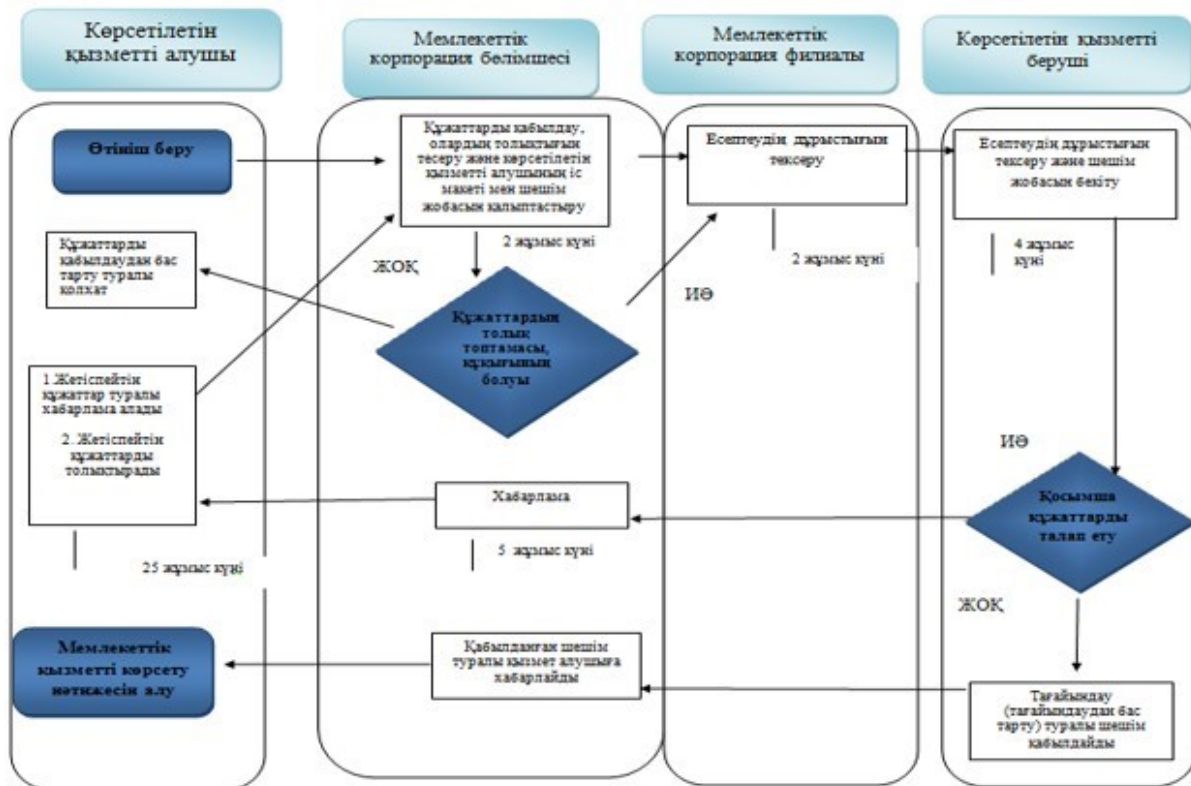 Көрсетілетін
қызметті алушы
Мемлекеттік
корпорация бөлімшесі
Мемлекеттік
корпорация филиалы
Көрсетілетін қызметті
беруші
Өтініш беру
Құжаттарды қабылдау,
олардың толықтығын
тесеру және көрсетілетін
қызметті алушының іс
макеті мен шешім
жобасын қалыптастыру
Есептеудің дұрыстығын
тексеру
Есептеудің дұрыстығын
тексеру және шешім
жобасын бекіту
2 жұмыс күні
2 жұмыс күні
4 жұмыс
күні
Құжаттарды
қабылдаудан бас
тарту туралы
қолхат
ЖОҚ
ИӘ
Құжаттардың
толық
топтамасы,
құқығының
болуы
1.Жетіспейтін
құжаттар туралы
хабарлама алады
2. Жетіспейтін
құжаттарды
толықтырады
ИӘ
Хабарлама
Қосымша
құжаттарды
талап ету
5 жұмыс күні
25 жұмыс күні
ЖОҚ
Мемлекеттік
қызметті көрсету
нәтижесін алу
Қабылданған шешім
туралы қызмет алушыға
хабарлайды
Тағайындау
(тағайындаудан бас
тарту) туралы шешім
қабылдайды